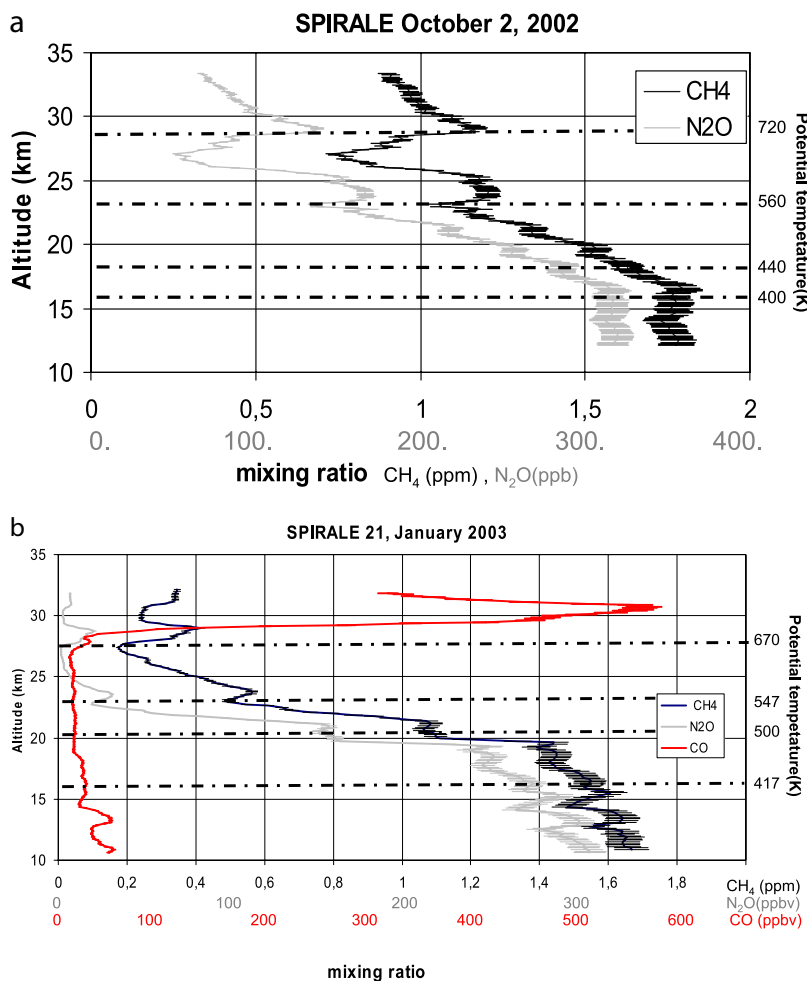 a
SPIRALE October 2, 2002
35
30
25
20
15
10
Altitude (km)
CH4
N2O
720
560
440
400
Potential tempetature(K)
0 0,5 1 1,5 2
0. 100. 200. 300. 400.
mixing ratio CH₄ (ppm) , N₂O(ppb)
b
SPIRALE 21, January 2003
35
30
25
20
15
10
Altitude (km)
CH4
N2O
CO
670
547
500
417
Potential temperature(K)
0 0,2 0,4 0,6 0,8 1 1,2 1,4 1,6 1,8 CH₄ (ppm)
0 100 200 300 N₂O(ppbv)
0 100 200 300 400 500 600 CO (ppbv)
mixing ratio